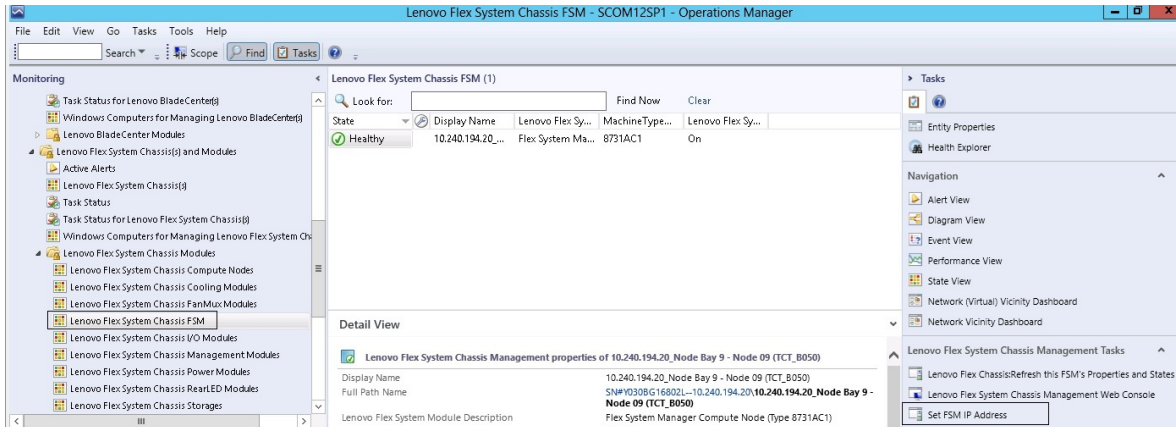 Lenovo Flex System Chassis FSM - SCOM12SP1 - Operations Manager
File Edit View Go Tasks Tools Help
Search Scope Find Tasks
Monitoring
Task Status for Lenovo BladeCenter(s)
Windows Computers for Managing Lenovo BladeCenter(s)
Lenovo BladeCenter Modules
Lenovo Flex System Chassis(s) and Modules
Active Alerts
Lenovo Flex System Chassis(s)
Task Status
Task Status for Lenovo Flex System Chassis(s)
Windows Computers for Managing Lenovo Flex System Ch
Lenovo Flex System Chassis Modules
Lenovo Flex System Chassis Compute Nodes
Lenovo Flex System Chassis Cooling Modules
Lenovo Flex System Chassis FanMux Modules
Lenovo Flex System Chassis FSM
Lenovo Flex System Chassis I/O Modules
Lenovo Flex System Chassis Management Modules
Lenovo Flex System Chassis Power Modules
Lenovo Flex System Chassis RearLED Modules
Lenovo Flex System Chassis Storages
Lenovo Flex System Chassis FSM (1)
Look for: Find Now Clear
State Display Name Lenovo Flex Sy... MachineType... Lenovo Flex Sy...
Healthy 10.240.194.20_... Flex System Ma... 8731AC1 On
Detail View
Lenovo Flex System Chassis Management properties of 10.240.194.20_Node Bay 9 - Node 09 (TCT_B050)
Display Name 10.240.194.20_Node Bay 9 - Node 09 (TCT_B050)
Full Path Name SN#Y030BG16802L--10.240.194.20\10.240.194.20_Node Bay 9 -
Node 09 (TCT_B050)
Lenovo Flex System Module Description Flex System Manager Compute Node (Type 8731AC1)
Tasks
Entity Properties
Health Explorer
Navigation
Alert View
Diagram View
Event View
Performance View
State View
Network (Virtual) Vicinity Dashboard
Network Vicinity Dashboard
Lenovo Flex System Chassis Management Tasks
Lenovo Flex Chassis:Refresh this FSM's Properties and States
Lenovo Flex System Chassis Management Web Console
Set FSM IP Address